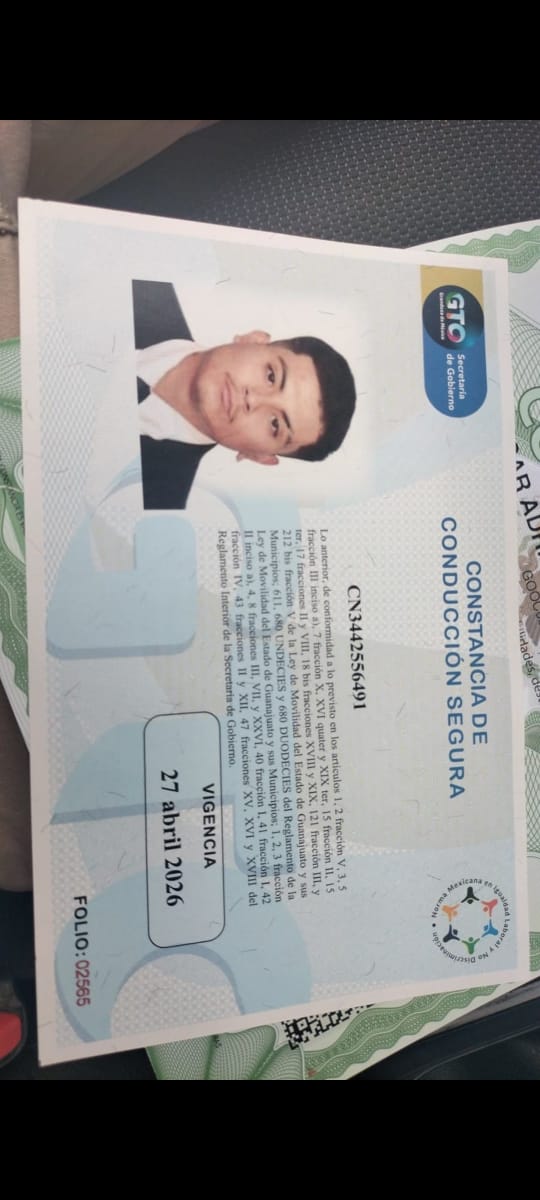 GTO
Grandeza de México
Secretaría
de Gobierno
CONSTANCIA DE
CONDUCCIÓN SEGURA
Norma Mexicana en Igualdad Laboral y No Discriminación
CN3442556491
Lo anterior, de conformidad a lo previsto en los artículos 1, 2 fracción V, 3, 5
fracción III inciso a), 7 fracción X, XVI quater y XIX ter, 15 fracción II, 15
ter, 17 fracciones II y VIII, 18 bis fracciones XVIII y XIX, 121 fracción III, y
212 bis fracción V de la Ley de Movilidad del Estado de Guanajuato y sus
Municipios; 611, 680 UNDECIES y 680 DUODECIES del Reglamento de la
Ley de Movilidad del Estado de Guanajuato y sus Municipios; 1, 2, 3 fracción
II inciso a), 4, 8 fracciones III, VII, y XXVI, 40 fracción I, 41 fracción I, 42
fracción IV, 43 fracciones II y XII, 47 fracciones XV, XVI y XVIII del
Reglamento Interior de la Secretaría de Gobierno.
VIGENCIA
27 abril 2026
FOLIO: 02565